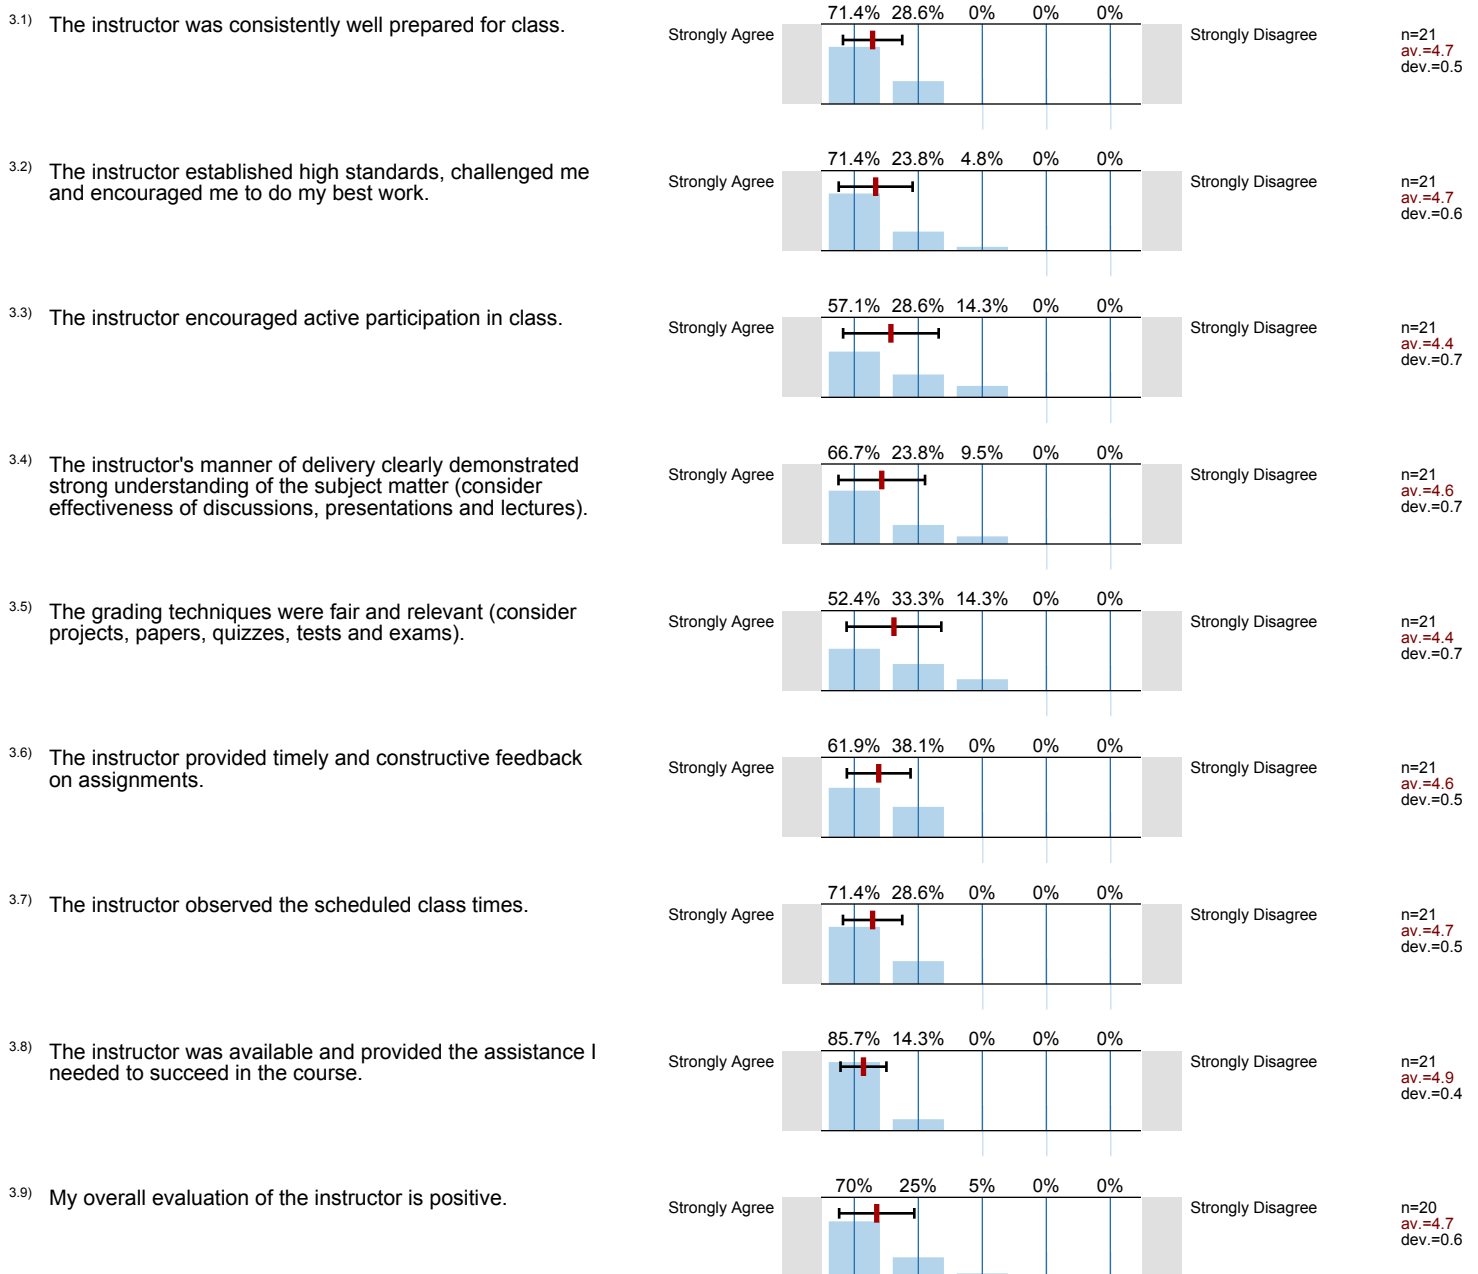 3.1) The instructor was consistently well prepared for class.
71.4% 28.6% 0% 0% 0%
Strongly Agree Strongly Disagree
n=21
av.=4.7
dev.=0.5
3.2) The instructor established high standards, challenged me
and encouraged me to do my best work.
71.4% 23.8% 4.8% 0% 0%
Strongly Agree Strongly Disagree
n=21
av.=4.7
dev.=0.6
3.3) The instructor encouraged active participation in class.
57.1% 28.6% 14.3% 0% 0%
Strongly Agree Strongly Disagree
n=21
av.=4.4
dev.=0.7
3.4) The instructor's manner of delivery clearly demonstrated
strong understanding of the subject matter (consider
effectiveness of discussions, presentations and lectures).
66.7% 23.8% 9.5% 0% 0%
Strongly Agree Strongly Disagree
n=21
av.=4.6
dev.=0.7
3.5) The grading techniques were fair and relevant (consider
projects, papers, quizzes, tests and exams).
52.4% 33.3% 14.3% 0% 0%
Strongly Agree Strongly Disagree
n=21
av.=4.4
dev.=0.7
3.6) The instructor provided timely and constructive feedback
on assignments.
61.9% 38.1% 0% 0% 0%
Strongly Agree Strongly Disagree
n=21
av.=4.6
dev.=0.5
3.7) The instructor observed the scheduled class times.
71.4% 28.6% 0% 0% 0%
Strongly Agree Strongly Disagree
n=21
av.=4.7
dev.=0.5
3.8) The instructor was available and provided the assistance I
needed to succeed in the course.
85.7% 14.3% 0% 0% 0%
Strongly Agree Strongly Disagree
n=21
av.=4.9
dev.=0.4
3.9) My overall evaluation of the instructor is positive.
70% 25% 5% 0% 0%
Strongly Agree Strongly Disagree
n=20
av.=4.7
dev.=0.6